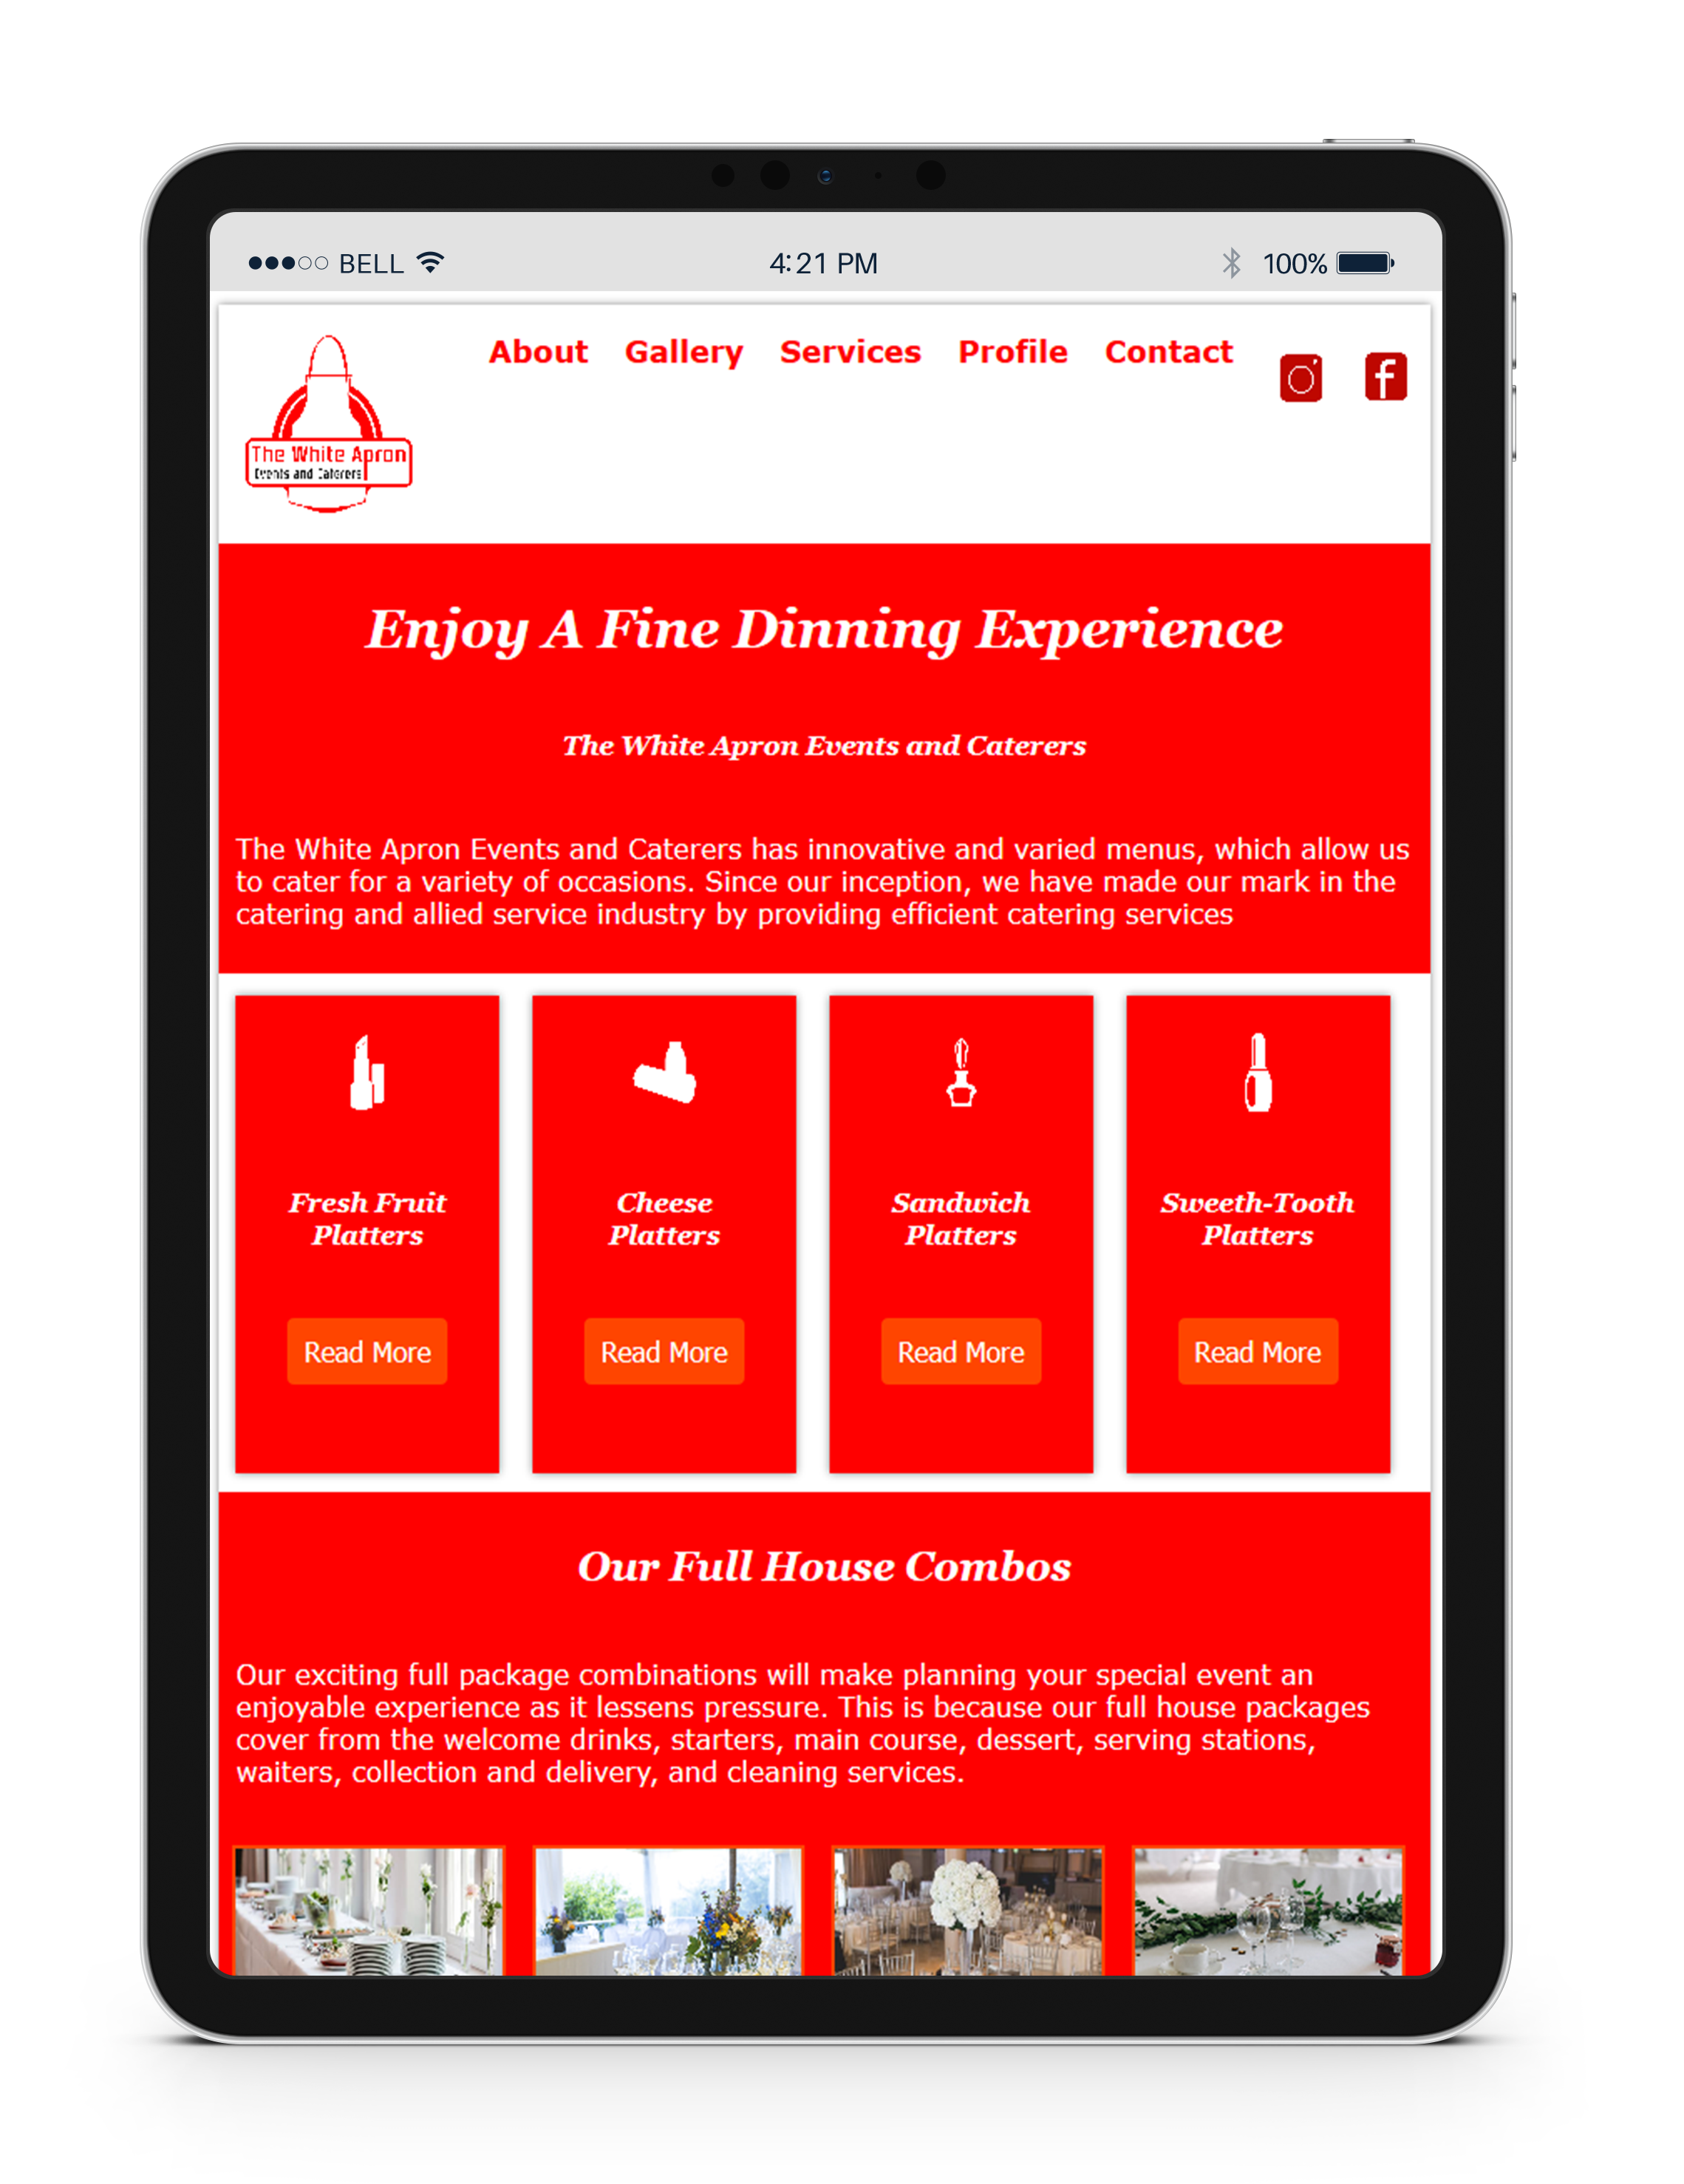 BELL
4:21 PM
100%
The White Apron
Events and Caterers
About Gallery Services Profile Contact
Enjoy A Fine Dinning Experience
The White Apron Events and Caterers
The White Apron Events and Caterers has innovative and varied menus, which allow us
to cater for a variety of occasions. Since our inception, we have made our mark in the
catering and allied service industry by providing efficient catering services
Fresh Fruit
Platters
Read More
Cheese
Platters
Read More
Sandwich
Platters
Read More
Sweeth-Tooth
Platters
Read More
Our Full House Combos
Our exciting full package combinations will make planning your special event an
enjoyable experience as it lessens pressure. This is because our full house packages
cover from the welcome drinks, starters, main course, dessert, serving stations,
waiters, collection and delivery, and cleaning services.